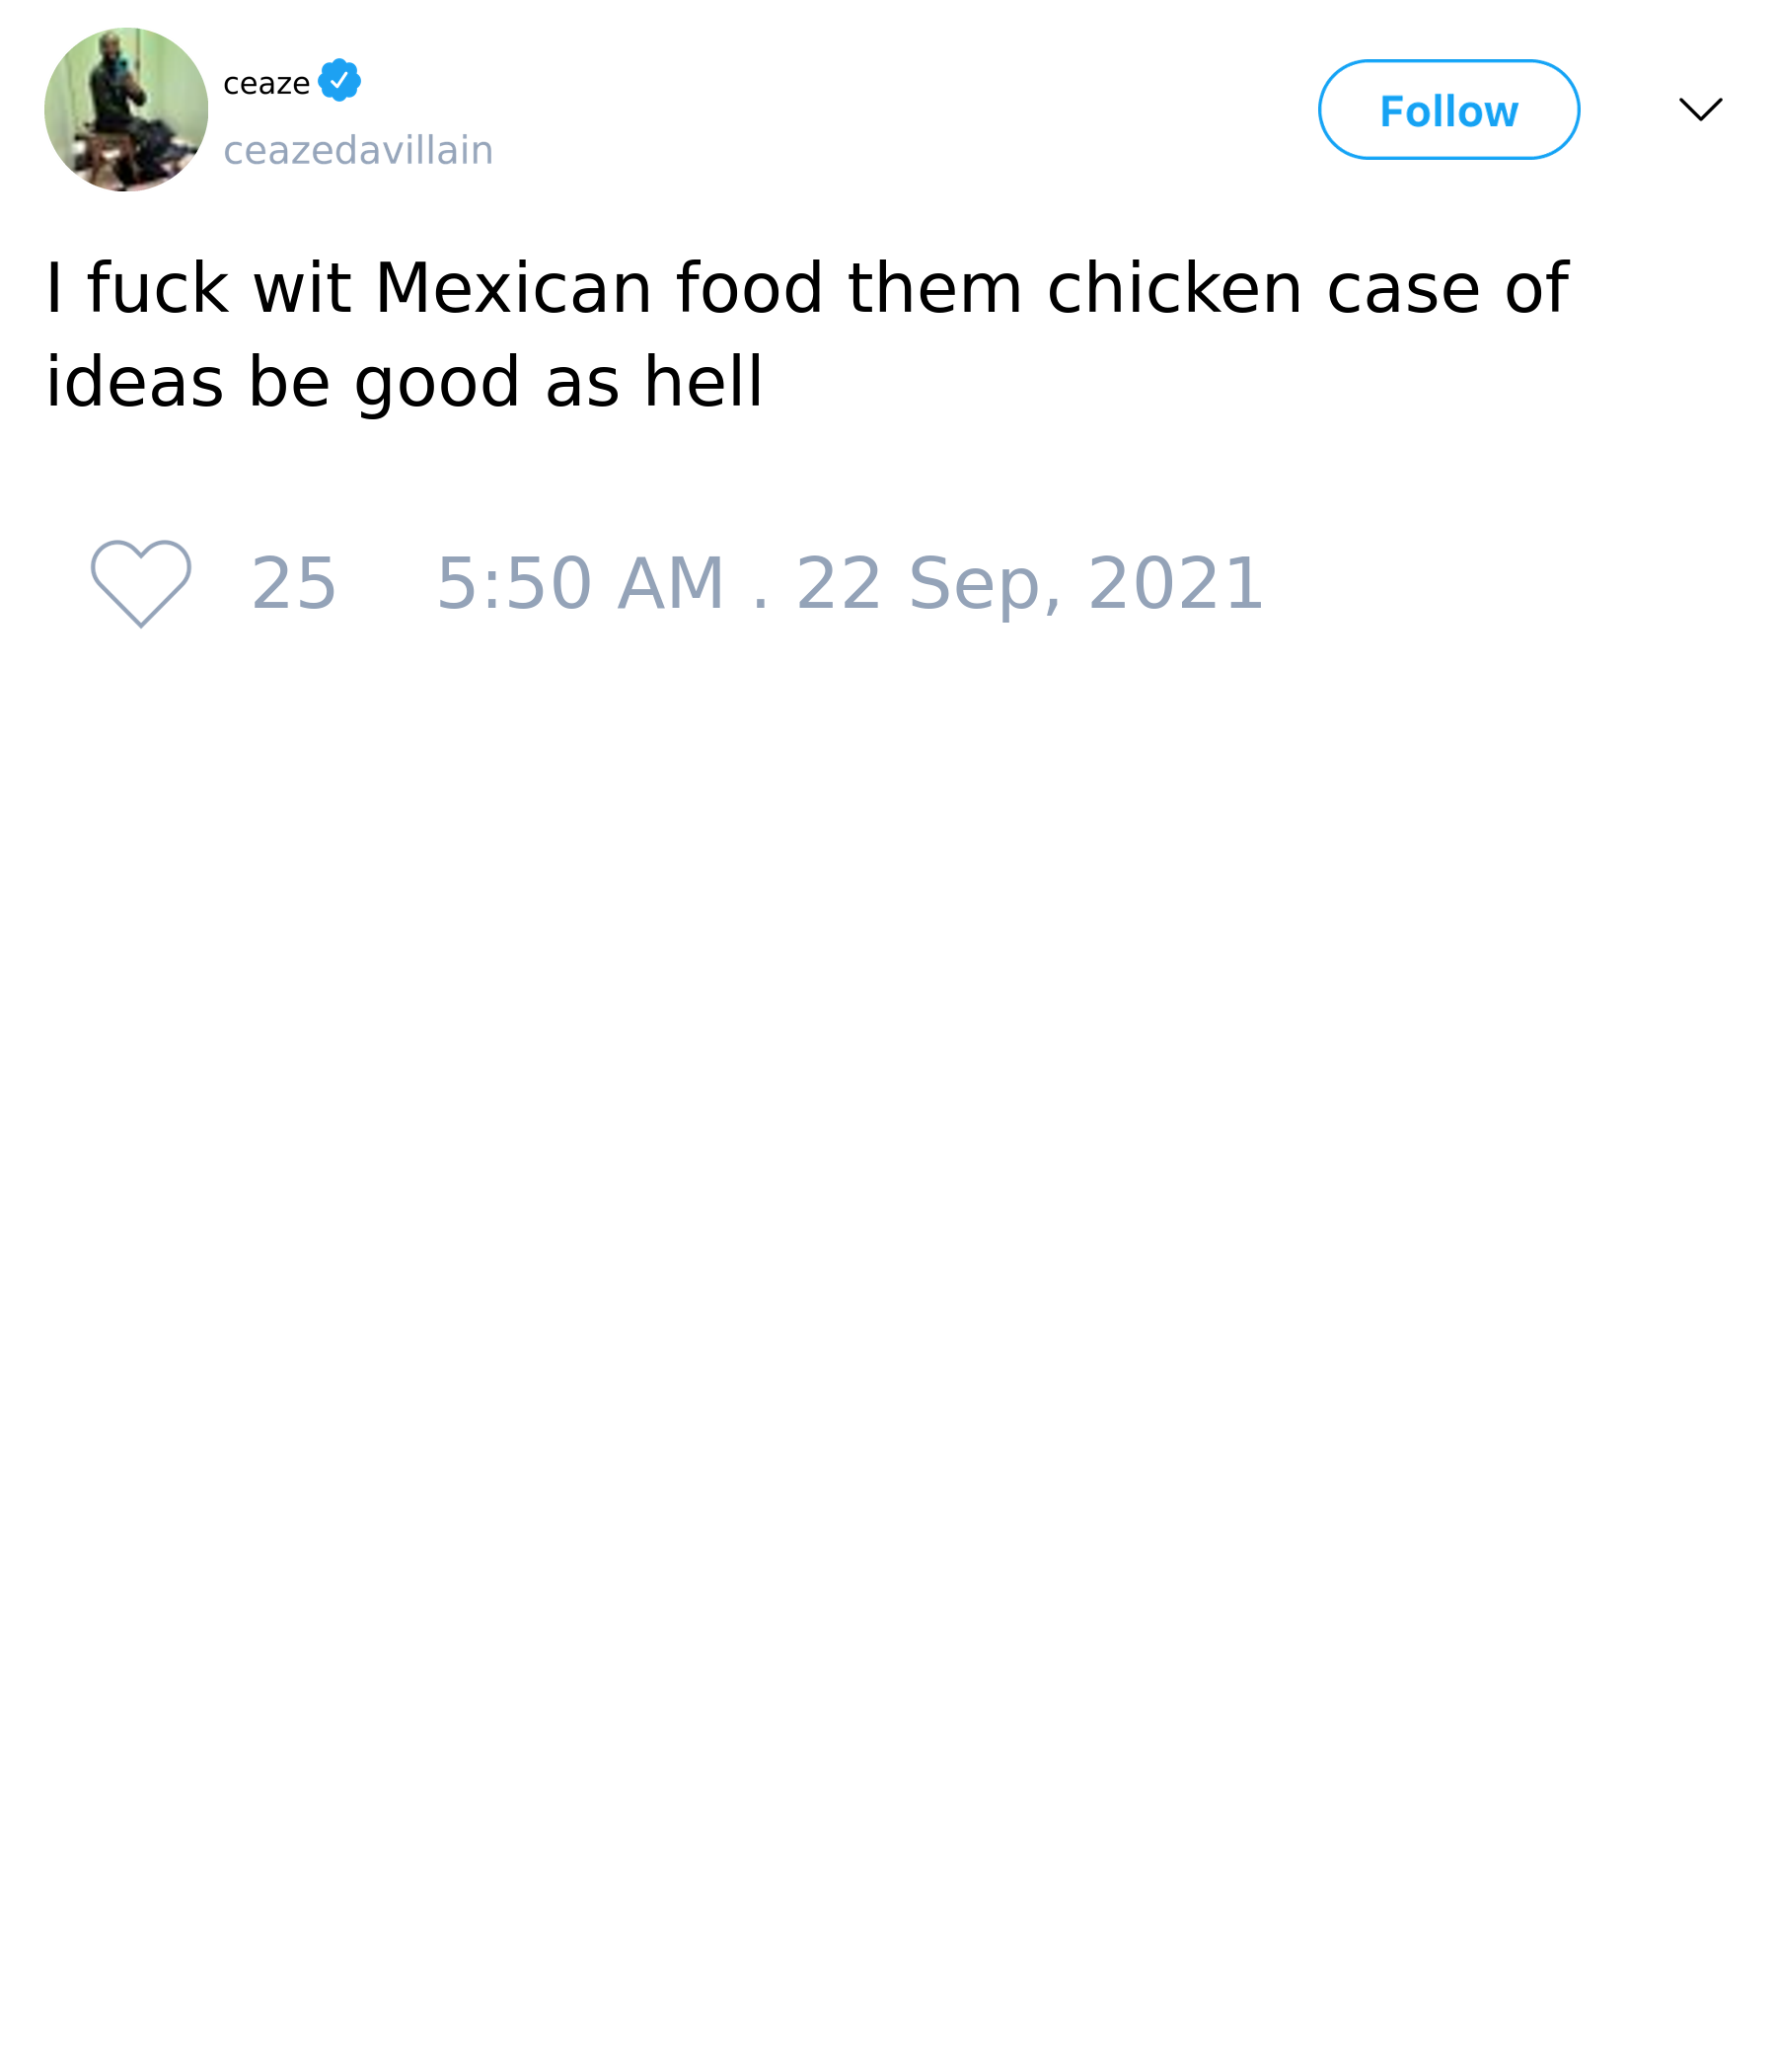 ceaze
Follow
ceazedavillain
I fuck wit Mexican food them chicken case of
ideas be good as hell
25 5:50 AM . 22 Sep, 2021